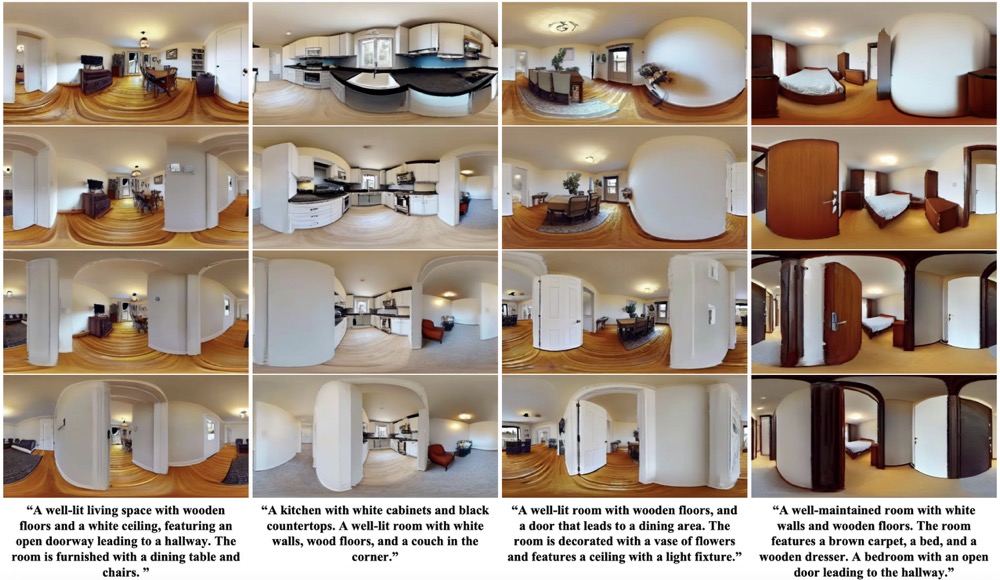 “A well-lit living space with wooden
floors and a white ceiling, featuring an
open doorway leading to a hallway. The
room is furnished with a dining table and
chairs. ”
“A kitchen with white cabinets and black
countertops. A well-lit room with white
walls, wood floors, and a couch in the
corner.”
“A well-lit room with wooden floors, and
a door that leads to a dining area. The
room is decorated with a vase of flowers
and features a ceiling with a light fixture.”
“A well-maintained room with white
walls and wooden floors. The room
features a brown carpet, a bed, and a
wooden dresser. A bedroom with an open
door leading to the hallway.”